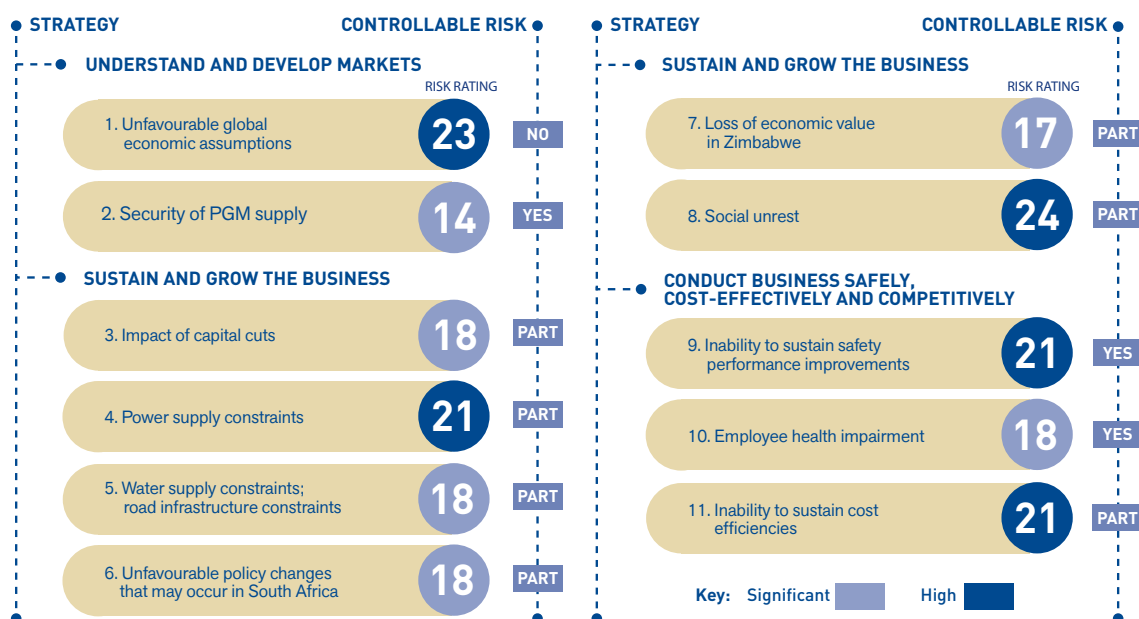 STRATEGY
CONTROLLABLE RISK
UNDERSTAND AND DEVELOP MARKETS
RISK RATING
1. Unfavourable global
economic assumptions
23
NO
2. Security of PGM supply
14
YES
SUSTAIN AND GROW THE BUSINESS
3. Impact of capital cuts
18
PART
4. Power supply constraints
21
PART
5. Water supply constraints;
road infrastructure constraints
18
PART
6. Unfavourable policy changes
that may occur in South Africa
18
PART
STRATEGY
CONTROLLABLE RISK
SUSTAIN AND GROW THE BUSINESS
RISK RATING
7. Loss of economic value
in Zimbabwe
17
PART
8. Social unrest
24
PART
CONDUCT BUSINESS SAFELY,
COST-EFFECTIVELY AND COMPETITIVELY
9. Inability to sustain safety
performance improvements
21
YES
10. Employee health impairment
18
YES
11. Inability to sustain cost
efficiencies
21
PART
Key: Significant High